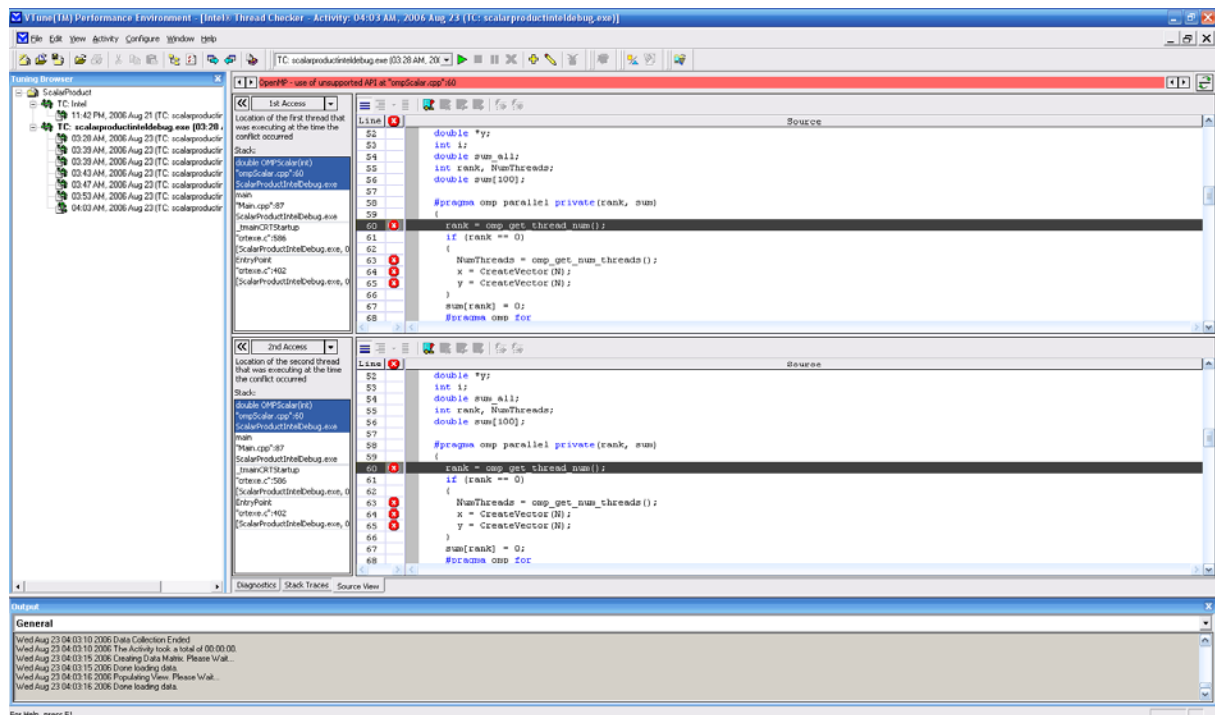 VTune(TM) Performance Environment - [Intel® Thread Checker - Activity: 04:03 AM, 2006 Aug 23 (TC: scalarproductinteldebug.exe)]
File Edit View Activity Configure Window Help
TC: scalarproductinteldebug.exe (03:28 AM, 20
Tuning Browser
ScalarProduct
TC: Intel
11:42 PM, 2006 Aug 21 (TC: scalarproductir
TC: scalarproductinteldebug.exe [03:28
03:28 AM, 2006 Aug 23 (TC: scalarproductir
03:39 AM, 2006 Aug 23 (TC: scalarproductir
03:39 AM, 2006 Aug 23 (TC: scalarproductir
03:43 AM, 2006 Aug 23 (TC: scalarproductir
03:47 AM, 2006 Aug 23 (TC: scalarproductir
03:53 AM, 2006 Aug 23 (TC: scalarproductir
04:03 AM, 2006 Aug 23 (TC: scalarproductir
OpenMP - use of unsupported API at "ompScalar.cpp":60
1st Access
Location of the first thread that
was executing at the time the
conflict occurred
Stack:
double OMPScalar(int)
"ompScalar.cpp":60
ScalarProductIntelDebug.exe
main
"Main.cpp":87
ScalarProductIntelDebug.exe
_tmainCRTStartup
"crtexe.c":586
[ScalarProductIntelDebug.exe, 0
EntryPoint
"crtexe.c":402
[ScalarProductIntelDebug.exe, 0
Line Source
52 double *y;
53 int i;
54 double sum_all;
55 int rank, NumThreads;
56 double sum[100];
57
58 #pragma omp parallel private(rank, sum)
59 {
60 rank = omp_get_thread_num();
61 if (rank == 0)
62 {
63 NumThreads = omp_get_num_threads();
64 x = CreateVector(N);
65 y = CreateVector(N);
66 }
67 sum[rank] = 0;
68 #pragma omp for
2nd Access
Location of the second thread
that was executing at the time
the conflict occurred
Stack:
double OMPScalar(int)
"ompScalar.cpp":60
ScalarProductIntelDebug.exe
main
"Main.cpp":87
ScalarProductIntelDebug.exe
_tmainCRTStartup
"crtexe.c":586
[ScalarProductIntelDebug.exe, 0
EntryPoint
"crtexe.c":402
[ScalarProductIntelDebug.exe, 0
Line Source
52 double *y;
53 int i;
54 double sum_all;
55 int rank, NumThreads;
56 double sum[100];
57
58 #pragma omp parallel private(rank, sum)
59 {
60 rank = omp_get_thread_num();
61 if (rank == 0)
62 {
63 NumThreads = omp_get_num_threads();
64 x = CreateVector(N);
65 y = CreateVector(N);
66 }
67 sum[rank] = 0;
68 #pragma omp for
Diagnostics Stack Traces Source View
Output
General
Wed Aug 23 04:03:10 2006 Data Collection Ended
Wed Aug 23 04:03:10 2006 The Activity took a total of 00:00:00.
Wed Aug 23 04:03:15 2006 Creating Data Matrix. Please Wait...
Wed Aug 23 04:03:15 2006 Done loading data.
Wed Aug 23 04:03:16 2006 Populating View. Please Wait...
Wed Aug 23 04:03:16 2006 Done loading data.
For Help, press F1